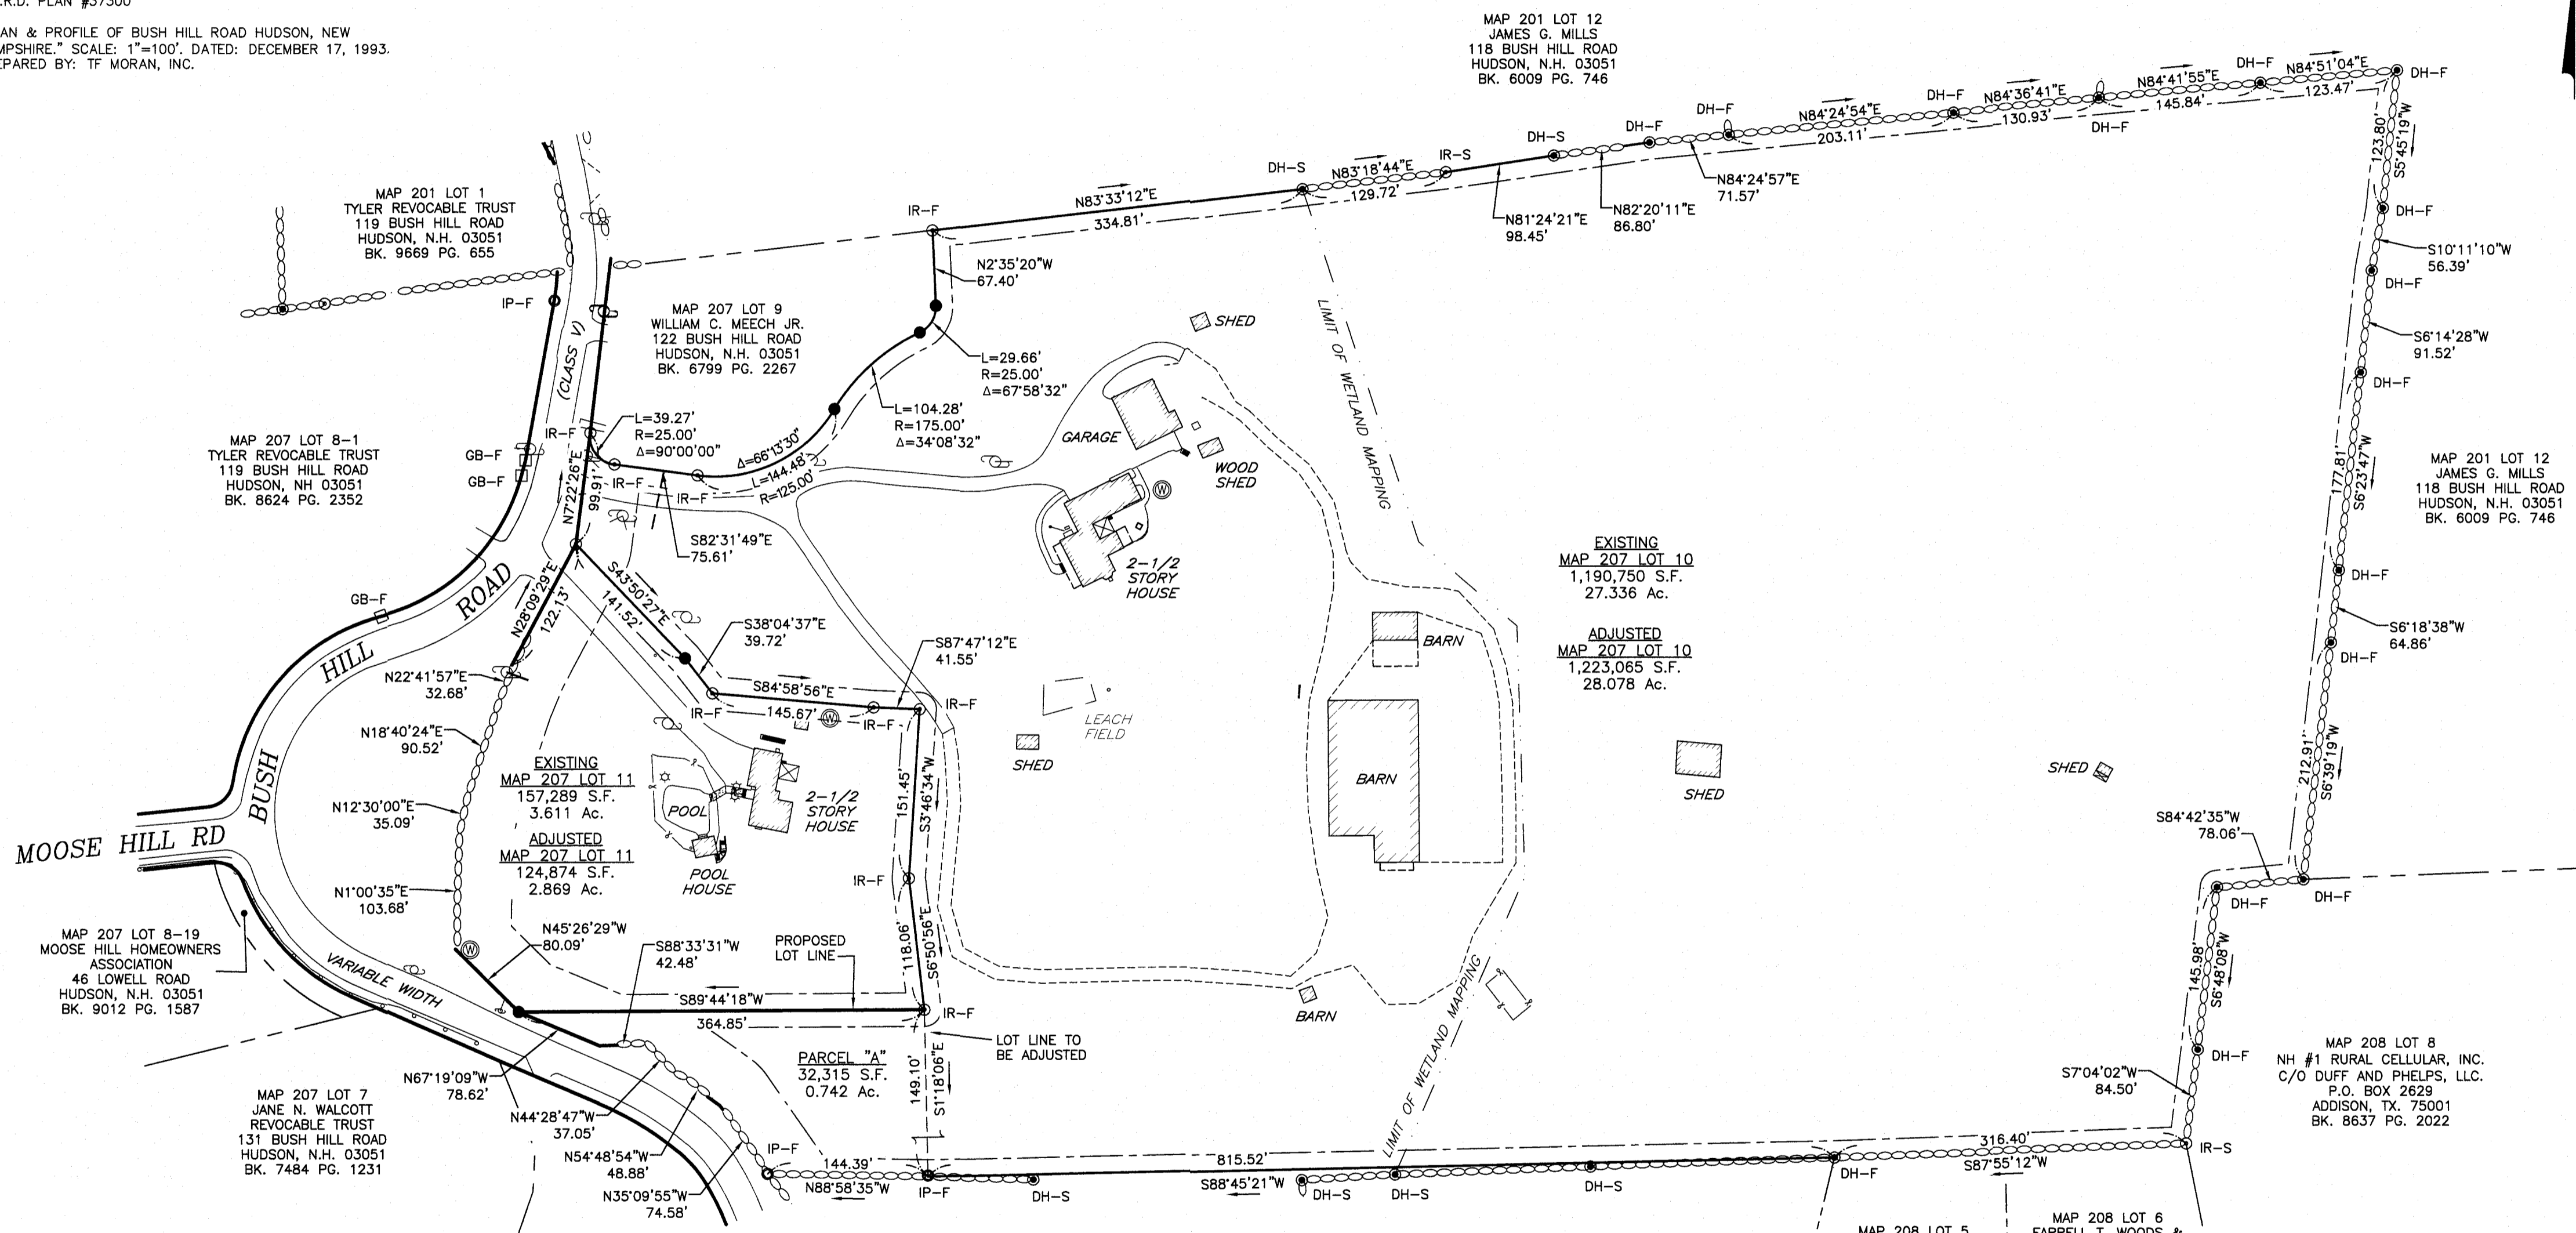 .R.D. PLAN #37300
AN & PROFILE OF BUSH HILL ROAD HUDSON, NEW
MPSHIRE." SCALE: 1"=100'. DATED: DECEMBER 17, 1993.
EPARED BY: TF MORAN, INC.
MAP 201 LOT 12
JAMES G. MILLS
118 BUSH HILL ROAD
HUDSON, N.H. 03051
BK. 6009 PG. 746
MAP 201 LOT 1
TYLER REVOCABLE TRUST
119 BUSH HILL ROAD
HUDSON, N.H. 03051
BK. 9669 PG. 655
IP-F
(CLASS V)
MAP 207 LOT 9
WILLIAM C. MEECH JR.
122 BUSH HILL ROAD
HUDSON, N.H. 03051
BK. 6799 PG. 2267
IR-F
N83°33'12"E
334.81'
DH-S
N83°18'44"E
129.72'
IR-S
N81°24'21"E
98.45'
DH-S
N82°20'11"E
86.80'
DH-F
N84°24'57"E
71.57'
DH-F
N84°24'54"E
203.11'
DH-F
N84°36'41"E
130.93'
DH-F
N84°41'55"E
145.84'
DH-F
N84°51'04"E
123.47'
DH-F
123.80'
S5°45'19"W
DH-F
S10°11'10"W
56.39'
DH-F
S6°14'28"W
91.52'
DH-F
177.81'
S6°23'47"W
DH-F
S6°18'38"W
64.86'
DH-F
212.91'
S6°39'19"W
DH-F
S84°42'35"W
78.06'
DH-F
145.98'
S6°48'08"W
DH-F
S7°04'02"W
84.50'
IR-S
MAP 201 LOT 12
JAMES G. MILLS
118 BUSH HILL ROAD
HUDSON, N.H. 03051
BK. 6009 PG. 746
N2°35'20"W
67.40'
L=29.66'
R=25.00'
Δ=67°58'32"
L=104.28'
R=175.00'
Δ=34°08'32"
L=39.27'
R=25.00'
Δ=90°00'00"
Δ=66°13'30"
L=144.48'
R=125.00'
IR-F
IR-F
IR-F
S82°31'49"E
75.61'
N7°22'26"E
99.91'
MAP 207 LOT 8-1
TYLER REVOCABLE TRUST
119 BUSH HILL ROAD
HUDSON, NH 03051
BK. 8624 PG. 2352
GB-F
GB-F
GB-F
SHED
GARAGE
WOOD
SHED
W
2-1/2
STORY
HOUSE
LIMIT OF WETLAND MAPPING
EXISTING
MAP 207 LOT 10
1,190,750 S.F.
27.336 Ac.
ADJUSTED
MAP 207 LOT 10
1,223,065 S.F.
28.078 Ac.
BARN
BARN
SHED
SHED
SHED
LEACH
FIELD
BARN
LIMIT OF WETLAND MAPPING
BUSH HILL ROAD
N28°09'29"E
122.13'
S43°50'27"E
141.52'
S38°04'37"E
39.72'
S87°47'12"E
41.55'
S84°58'56"E
145.67'
IR-F
IR-F
IR-F
W
N22°41'57"E
32.68'
N18°40'24"E
90.52'
N12°30'00"E
35.09'
N1°00'35"E
103.68'
EXISTING
MAP 207 LOT 11
157,289 S.F.
3.611 Ac.
ADJUSTED
MAP 207 LOT 11
124,874 S.F.
2.869 Ac.
POOL
POOL
HOUSE
2-1/2
STORY
HOUSE
151.45'
S3°46'34"W
IR-F
118.06'
S6°50'56"E
IR-F
MOOSE HILL RD
MAP 207 LOT 8-19
MOOSE HILL HOMEOWNERS
ASSOCIATION
46 LOWELL ROAD
HUDSON, N.H. 03051
BK. 9012 PG. 1587
VARIABLE WIDTH
W
N45°26'29"W
80.09'
S88°33'31"W
42.48'
PROPOSED
LOT LINE
S89°44'18"W
364.85'
LOT LINE TO
BE ADJUSTED
PARCEL "A"
32,315 S.F.
0.742 Ac.
149.10'
S1°18'06"E
N67°19'09"W
78.62'
N44°28'47"W
37.05'
N54°48'54"W
48.88'
N35°09'55"W
74.58'
MAP 207 LOT 7
JANE N. WALCOTT
REVOCABLE TRUST
131 BUSH HILL ROAD
HUDSON, N.H. 03051
BK. 7484 PG. 1231
IP-F
144.39'
N88°58'35"W
IP-F
DH-S
815.52'
S88°45'21"W
DH-S
DH-S
DH-S
DH-F
316.40'
S87°55'12"W
MAP 208 LOT 8
NH #1 RURAL CELLULAR, INC.
C/O DUFF AND PHELPS, LLC.
P.O. BOX 2629
ADDISON, TX. 75001
BK. 8637 PG. 2022
MAP 208 LOT 5
MAP 208 LOT 6
FARRELL T. WOODS &